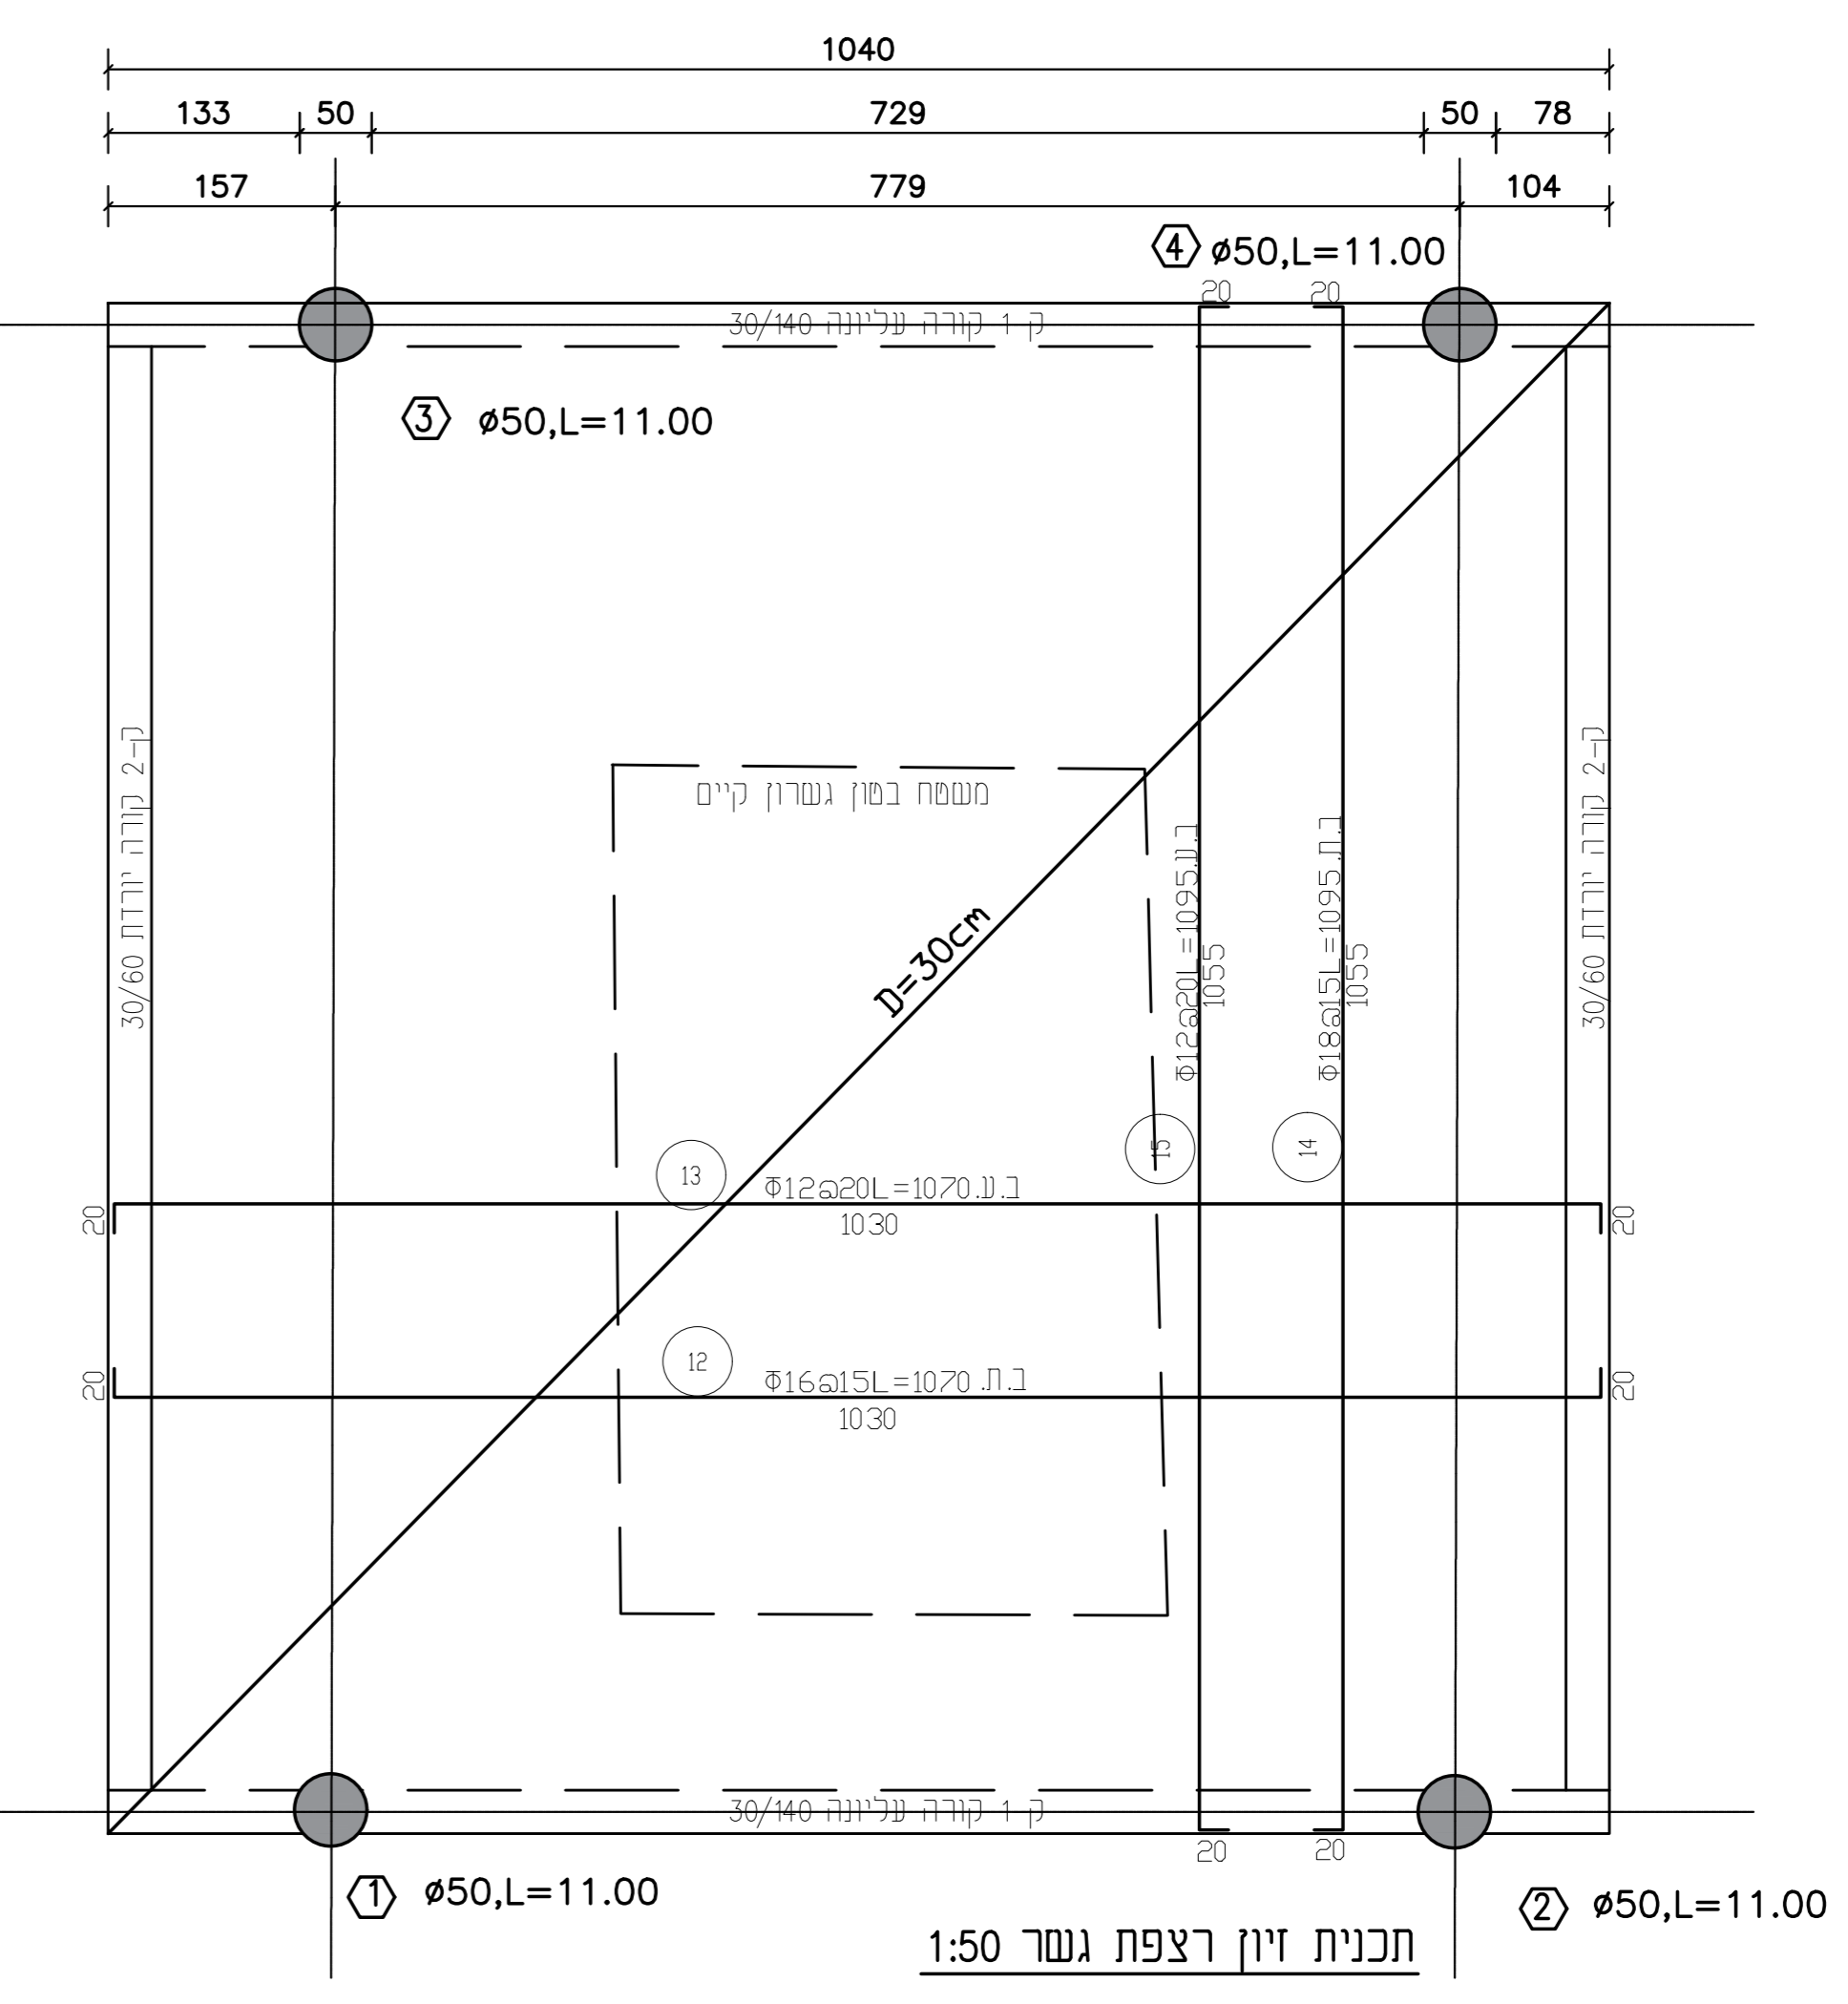 1040
133 50 729 50 78
157 779 104
4 ø50,L=11.00
20 20
ק-1 קורה עליונה 30/140
3 ø50,L=11.00
משטח בטון גשרון קיים
ק-2 קורה יורדת 30/60
ק-2 קורה יורדת 30/60
D=30cm
Φ12@20L=1095.ב.ע
1055
Φ18@15L=1095.ב.ת
1055
15
14
13
Φ12@20L=1070.ב.ע
1030
20 20
12
Φ16@15L=1070 .ב.ת
1030
20 20
ק-1 קורה עליונה 30/140
20 20
1 ø50,L=11.00
2 ø50,L=11.00
תכנית זיון רצפת גשר 1:50